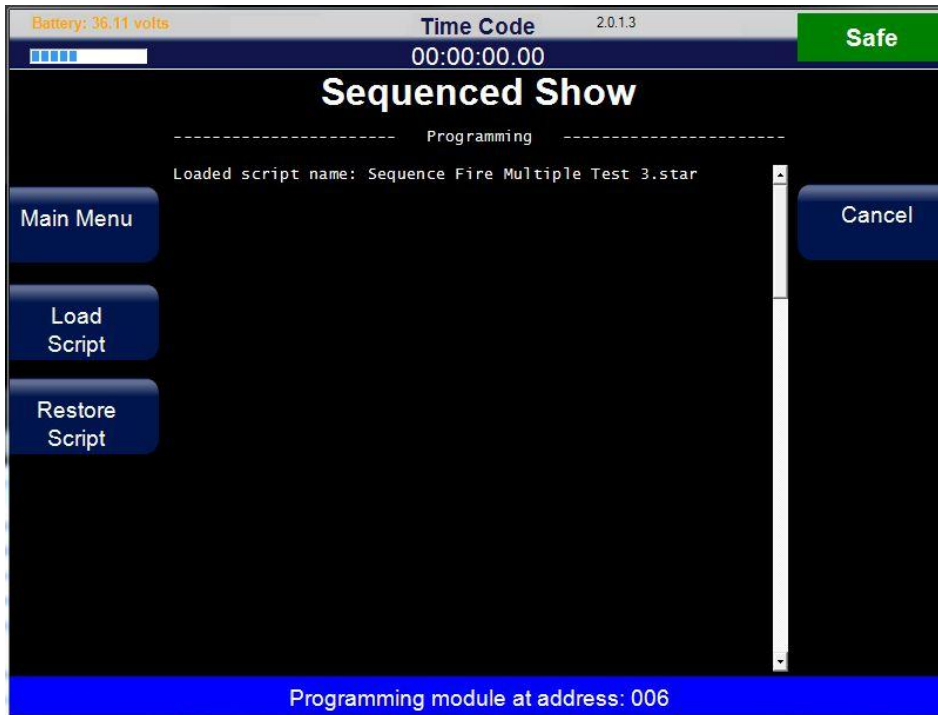 Battery: 36.11 volts
Time Code
2.0.1.3
Safe
00:00:00.00
Sequenced Show
----------------------- Programming -----------------------
Loaded script name: Sequence Fire Multiple Test 3.star
Main Menu
Cancel
Load
Script
Restore
Script
Programming module at address: 006